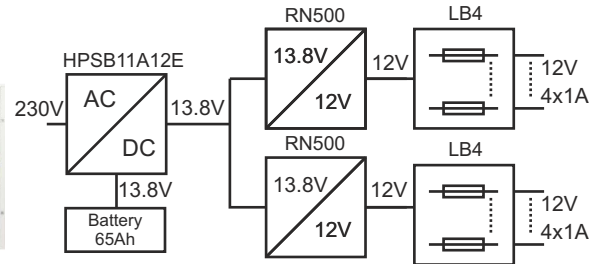 RN500
LB4
HPSB11A12E
13.8V
12V
12V
12V
4x1A
230V
AC
DC
13.8V
13.8V
Battery
65Ah
RN500
LB4
13.8V
12V
12V
12V
4x1A